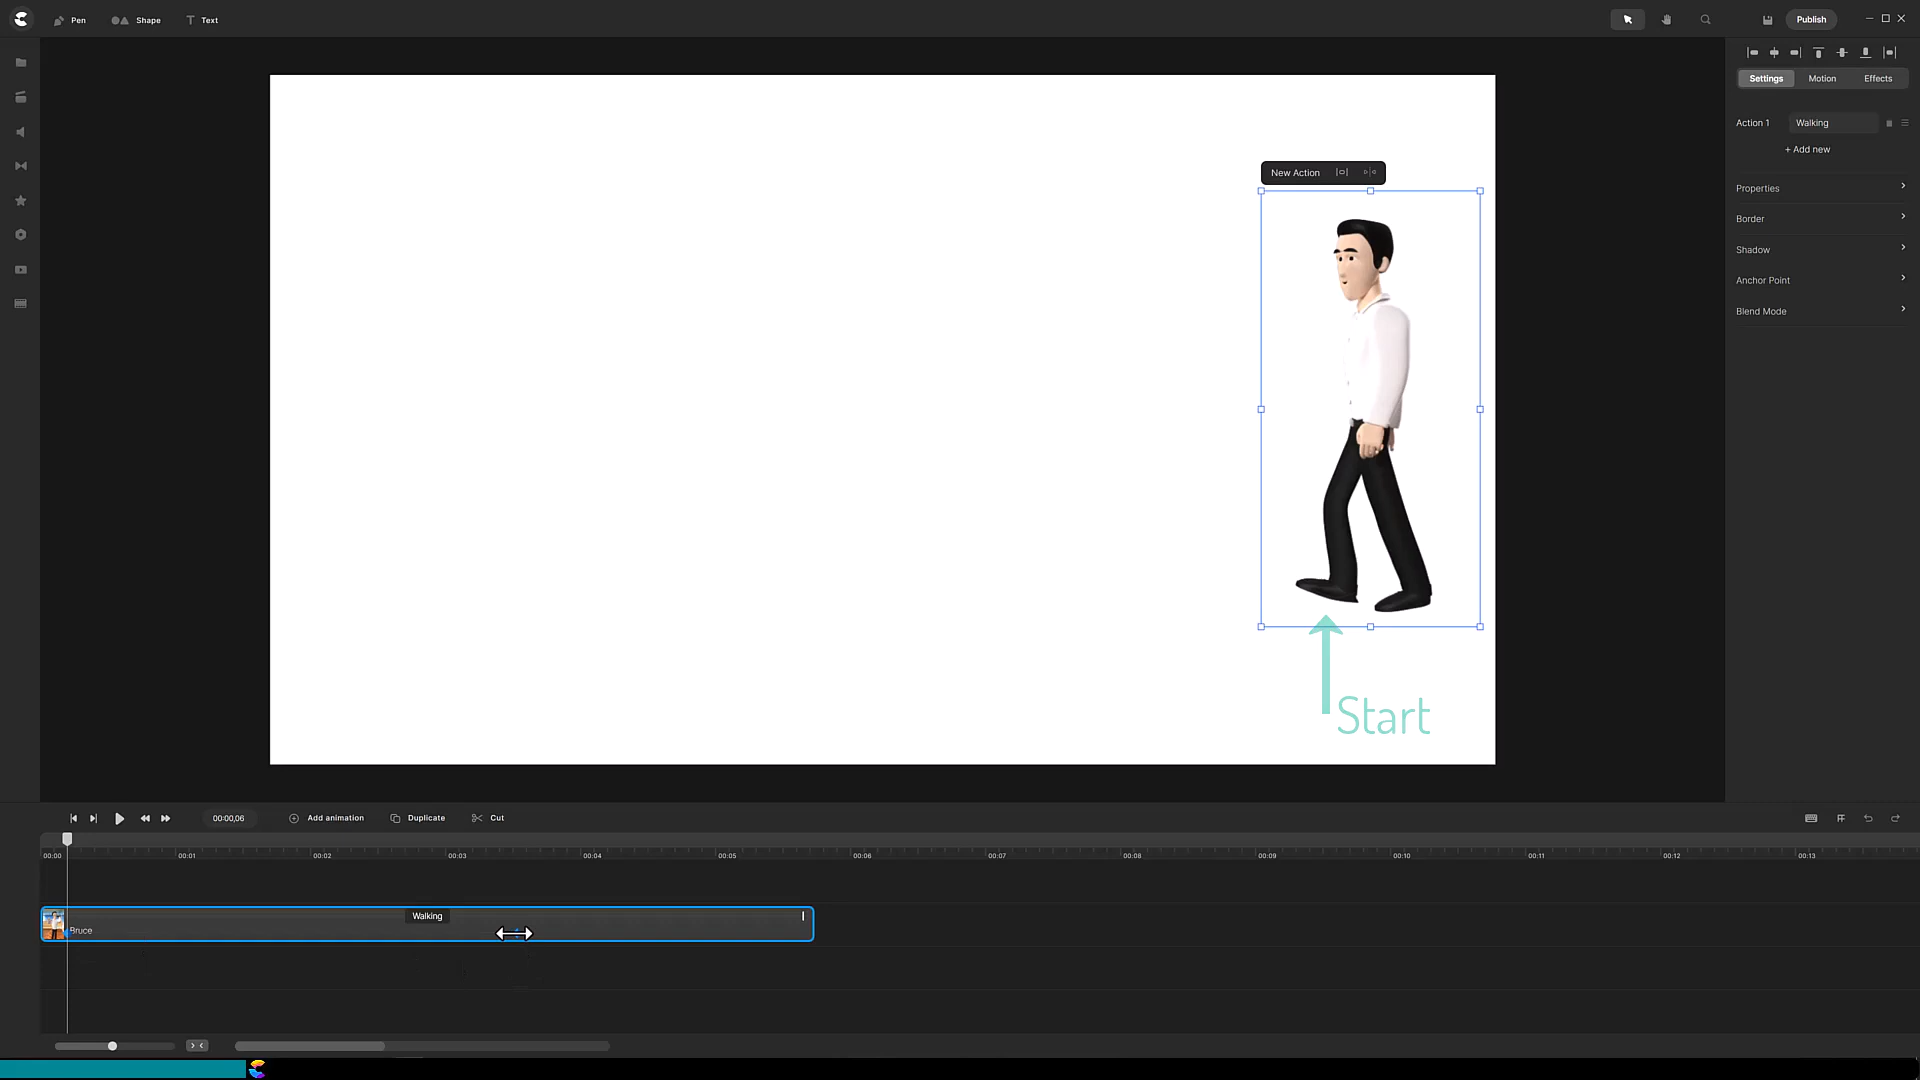 Pen
Shape
Text
Publish
Settings
Motion
Effects
Action 1
Walking
+ Add new
Properties
Border
Shadow
Anchor Point
Blend Mode
New Action
Start
00:00,06
Add animation
Duplicate
Cut
00:00
00:01
00:02
00:03
00:04
00:05
00:06
00:07
00:08
00:09
00:10
00:11
00:12
00:13
Walking
Bruce